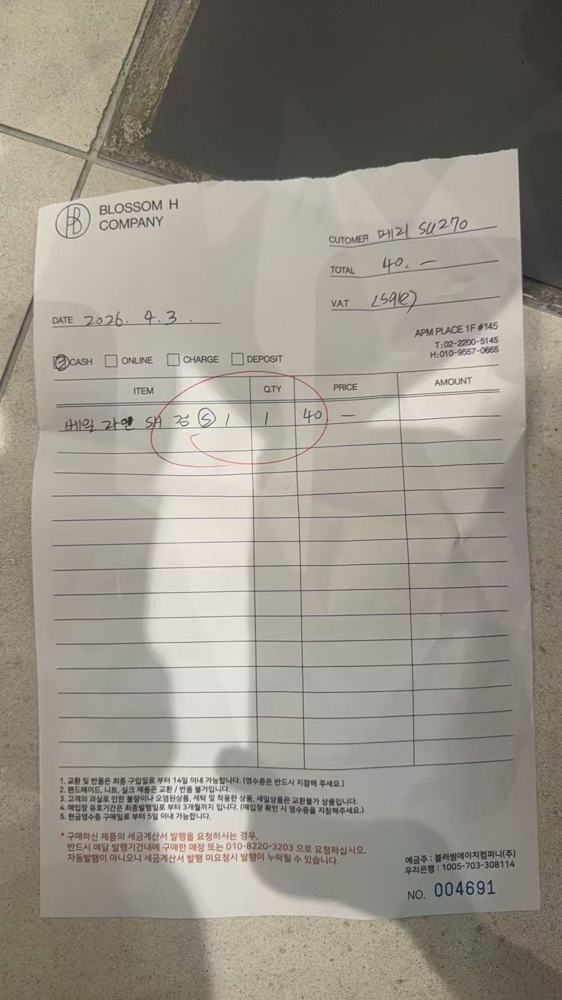 BLOSSOM H
COMPANY
CUTOMER 메리 SU270
TOTAL 40.—
V.A.T
DATE 2026. 4. 3.
APM PLACE 1F #145
T:02-2200-5145
H:010-9557-0665
CASH ONLINE CHARGE DEPOSIT
ITEM Q.TY PRICE AMOUNT
베일 라인 SH 검 Ⓢ 1 1 40 —
1. 교환 및 반품은 최종 구입일로 부터 14일 이내 가능합니다. (영수증은 반드시 지참해 주세요.)
2. 핸드메이드, 니트, 실크 제품은 교환 / 반품 불가입니다.
3. 고객의 과실로 인한 불량이나 오염된상품, 세탁 및 착용한 상품, 세일상품은 교환불가 상품입니다.
4. 매입장 유효기간은 최종발행일로 부터 3개월까지 입니다. (매입장 확인 시 영수증을 지참해주세요.)
5. 현금영수증 구매일로 부터 5일 이내 가능합니다.
* 구매하신 제품의 세금계산서 발행을 요청하시는 경우,
반드시 매달 발행기간내에 구매한 매장 또는 010-8220-3203 으로 요청하십시오.
자동발행이 아니오니 세금계산서 발행 미요청시 발행이 누락될 수 있습니다.
예금주 : 블러썸에이치컴퍼니(주)
우리은행 : 1005-703-308114
NO. 004691